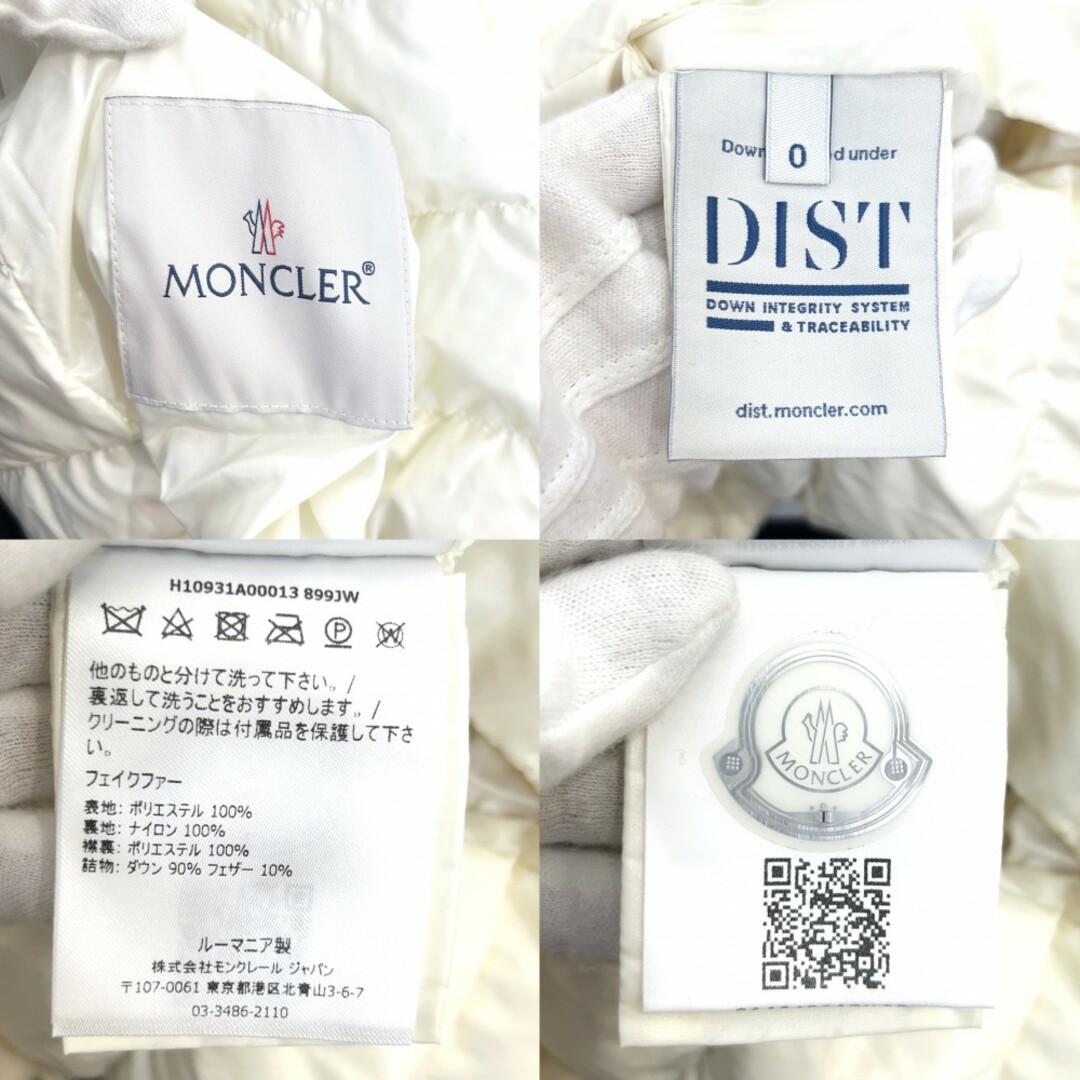 MONCLER®
0
Down d under
DIST
DOWN INTEGRITY SYSTEM
& TRACEABILITY
dist.moncler.com
H10931A00013 899JW
P
W
他のものと分けて洗って下さい。/
裏返して洗うことをおすすめします。/
クリーニングの際は付属品を保護して下さ
い。
フェイクファー
表地: ポリエステル 100%
裏地: ナイロン 100%
襟裏: ポリエステル 100%
詰物: ダウン 90% フェザー 10%
ルーマニア製
株式会社モンクレール ジャパン
〒107-0061 東京都港区北青山3-6-7
03-3486-2110
MONCLER